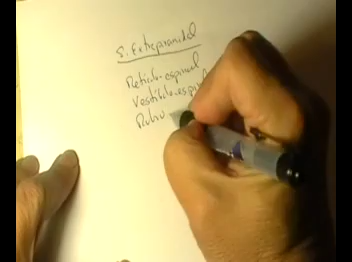 S. Extrapiramidal
Reticulo-espinal
Vestibulo-espinal
Rubro